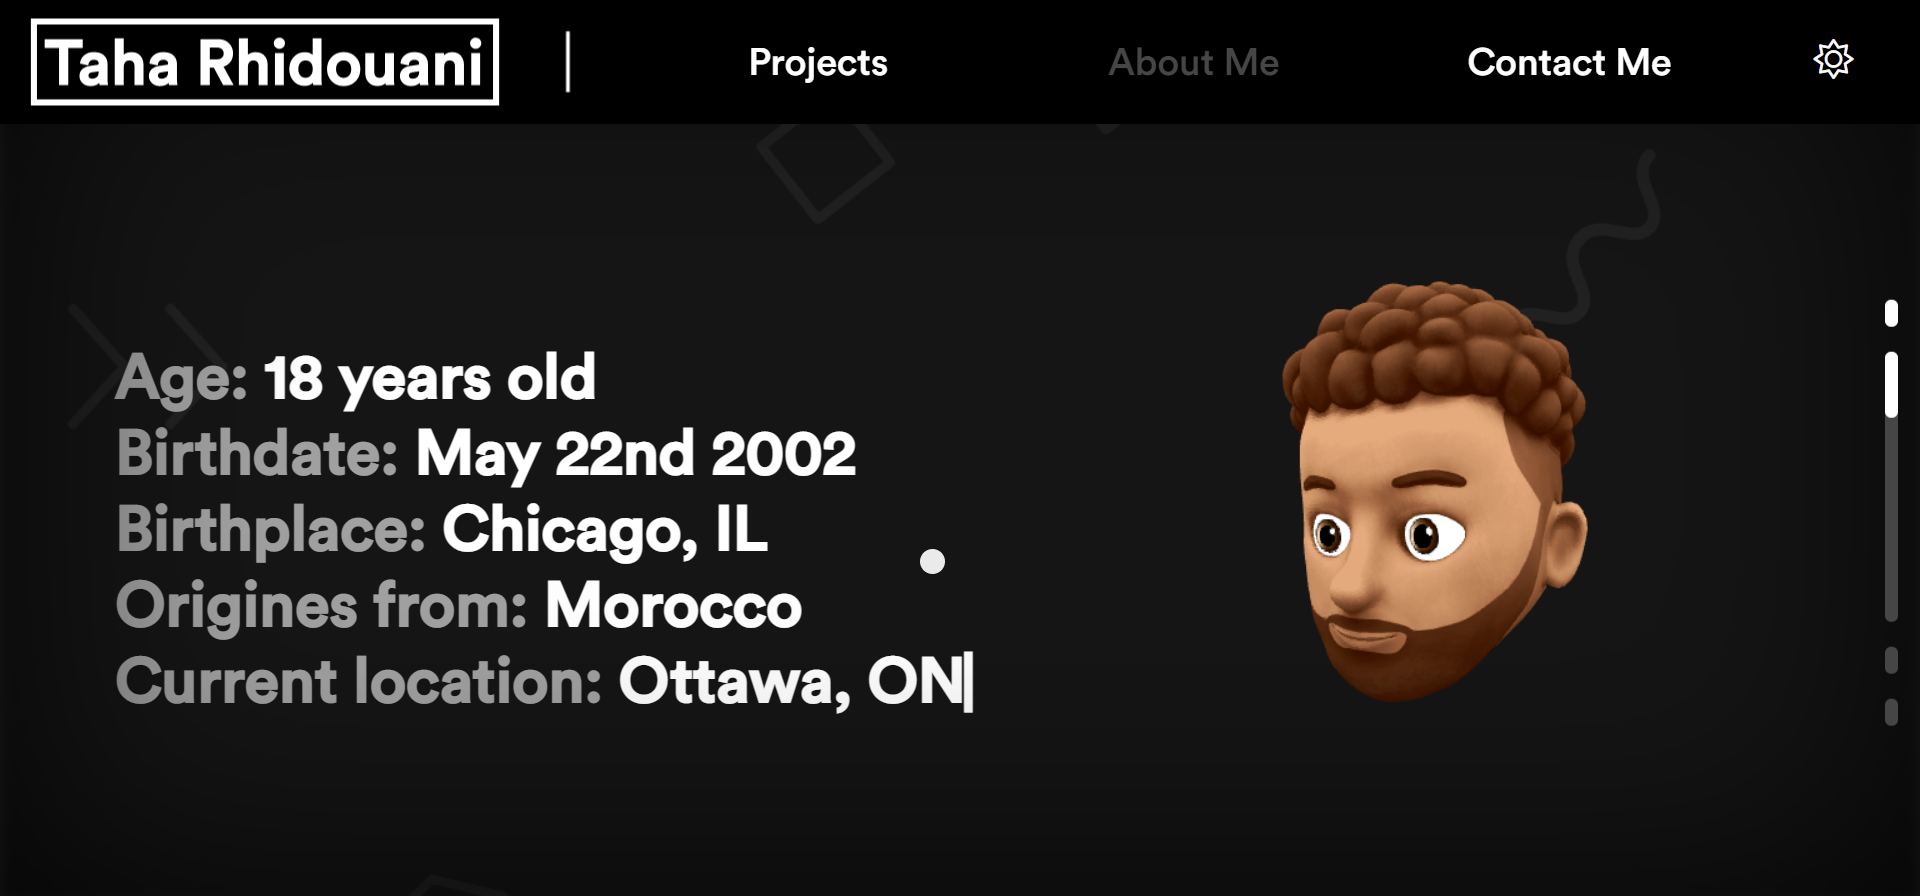 Taha Rhidouani
Projects
About Me
Contact Me
Age: 18 years old
Birthdate: May 22nd 2002
Birthplace: Chicago, IL
Origines from: Morocco
Current location: Ottawa, ON